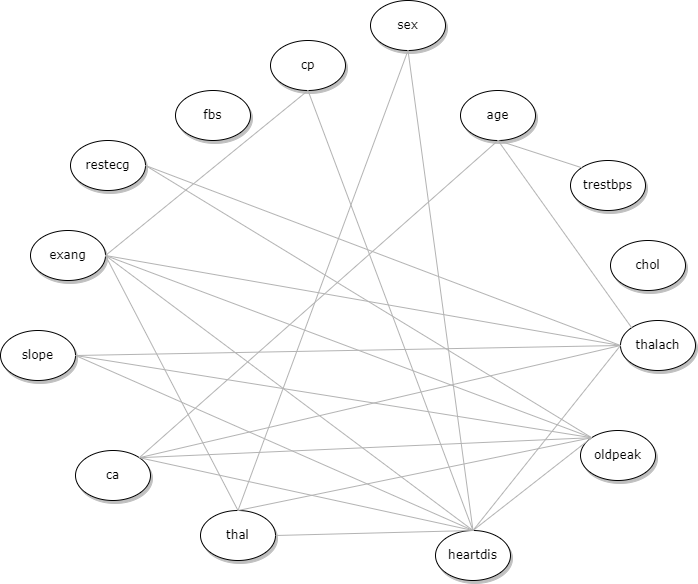 sex
cp
fbs
age
restecg
trestbps
exang
chol
slope
thalach
ca
oldpeak
thal
heartdis